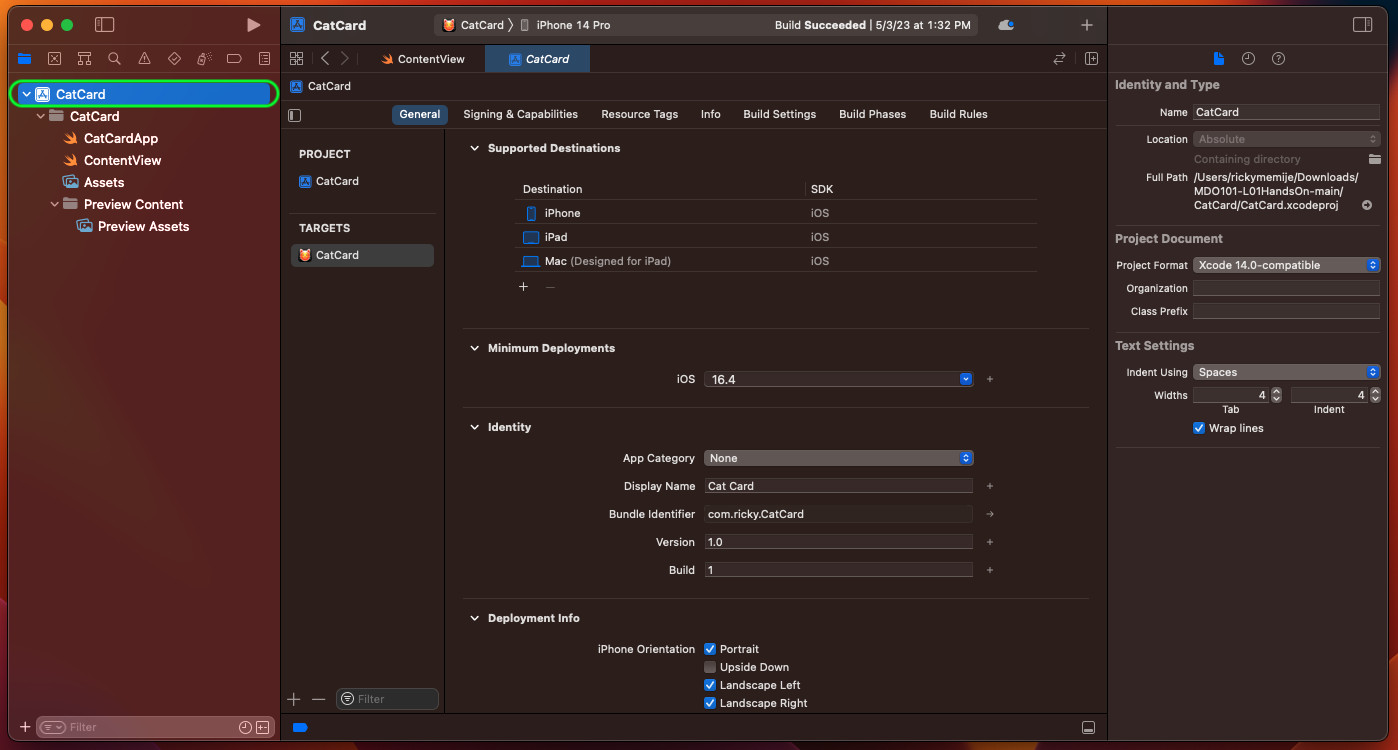 CatCard
CatCard
CatCardApp
ContentView
Assets
Preview Content
Preview Assets
Filter
CatCard
CatCard
iPhone 14 Pro
Build Succeeded | 5/3/23 at 1:32 PM
ContentView
CatCard
CatCard
General
Signing & Capabilities
Resource Tags
Info
Build Settings
Build Phases
Build Rules
PROJECT
CatCard
TARGETS
CatCard
Filter
Supported Destinations
Destination SDK
iPhone iOS
iPad iOS
Mac (Designed for iPad) iOS
Minimum Deployments
iOS 16.4
Identity
App Category None
Display Name Cat Card
Bundle Identifier com.ricky.CatCard
Version 1.0
Build 1
Deployment Info
iPhone Orientation Portrait
Upside Down
Landscape Left
Landscape Right
Identity and Type
Name CatCard
Location Absolute
Containing directory
Full Path /Users/rickymemije/Downloads/
MDO101-L01HandsOn-main/
CatCard/CatCard.xcodeproj
Project Document
Project Format Xcode 14.0-compatible
Organization
Class Prefix
Text Settings
Indent Using Spaces
Widths 4 4
Tab Indent
Wrap lines